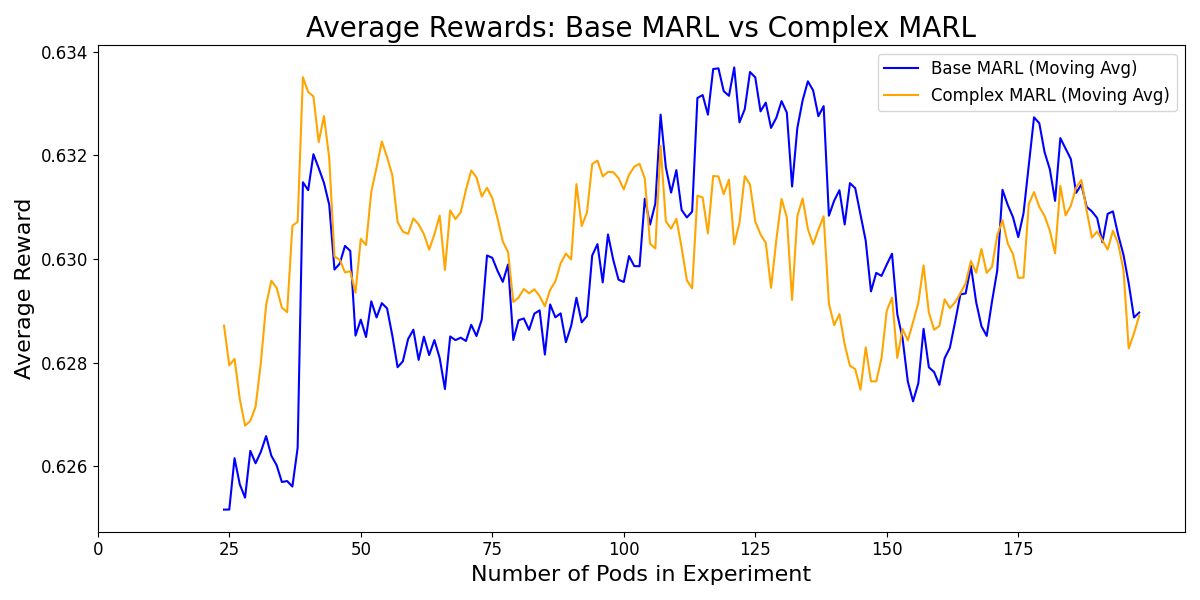 Average Rewards: Base MARL vs Complex MARL
0.634
0.632
0.630
0.628
0.626
Average Reward
Base MARL (Moving Avg)
Complex MARL (Moving Avg)
0
25
50
75
100
125
150
175
Number of Pods in Experiment